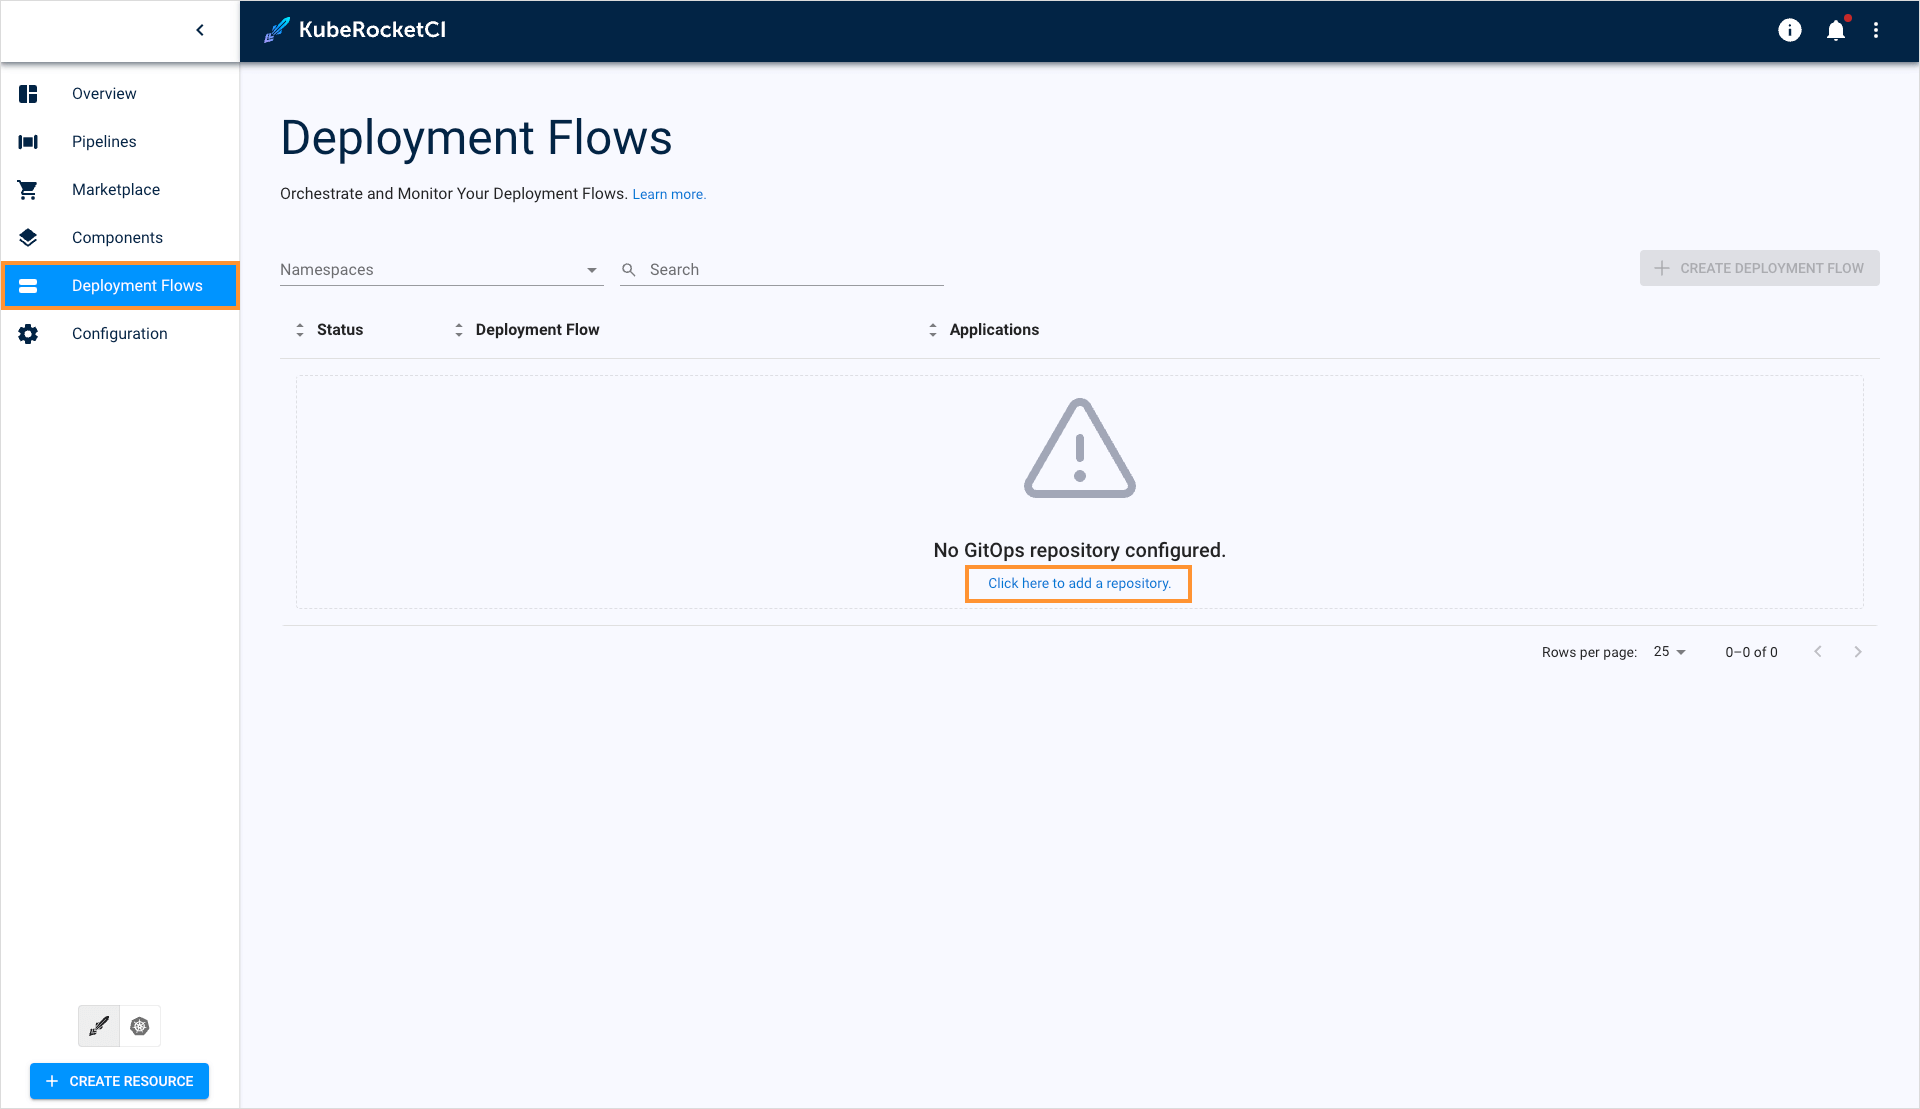 KubeRocketCI
Overview
Pipelines
Marketplace
Components
Deployment Flows
Configuration
CREATE RESOURCE
Deployment Flows
Orchestrate and Monitor Your Deployment Flows. Learn more.
Namespaces
Search
CREATE DEPLOYMENT FLOW
Status
Deployment Flow
Applications
No GitOps repository configured.
Click here to add a repository.
Rows per page: 25 0–0 of 0